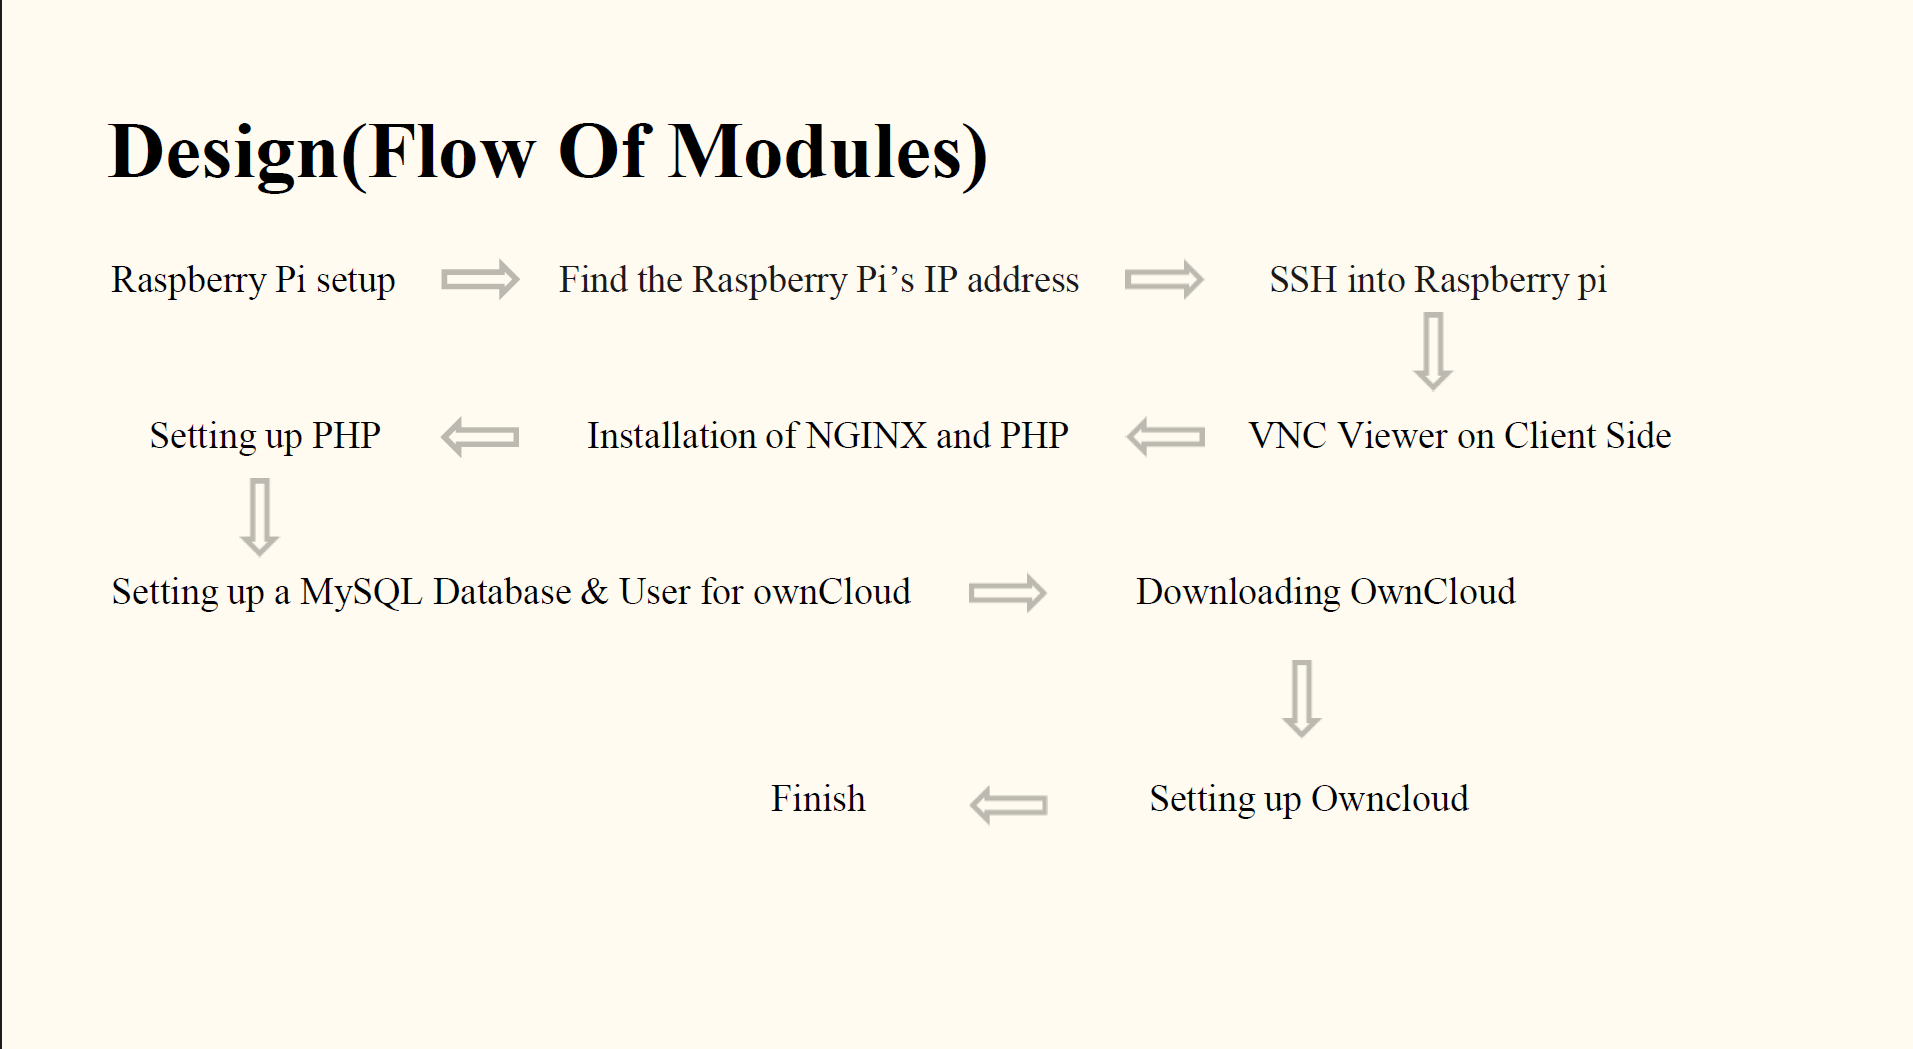 Design(Flow Of Modules)
Raspberry Pi setup
Find the Raspberry Pi’s IP address
SSH into Raspberry pi
VNC Viewer on Client Side
Installation of NGINX and PHP
Setting up PHP
Setting up a MySQL Database & User for ownCloud
Downloading OwnCloud
Setting up Owncloud
Finish